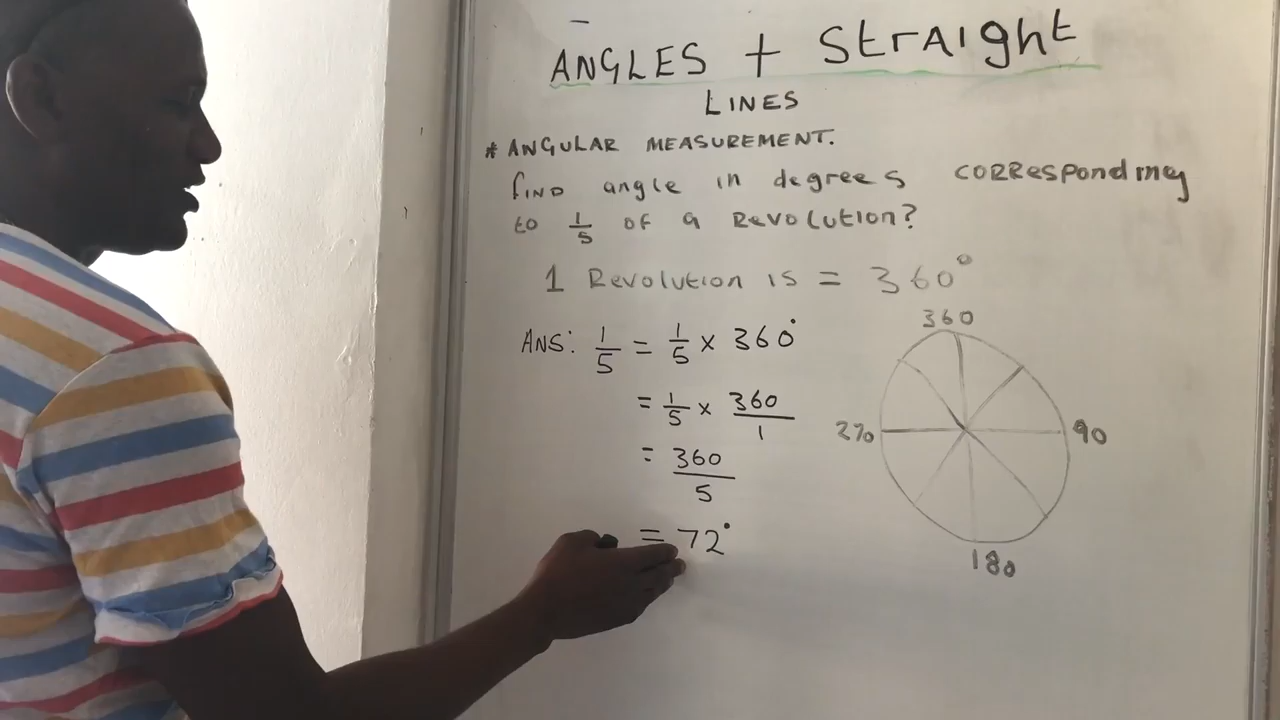 ANGLES + StrAIght
LINES
* ANGULAR MEASUREMENT.
FIND angle in degrees CORResponding
to 1/5 of a Revolution?
1 Revolution is = 360°
Ans: 1/5 = 1/5 × 360°
= 1/5 × 360/1
= 360/5
= 72°
360
270
90
180